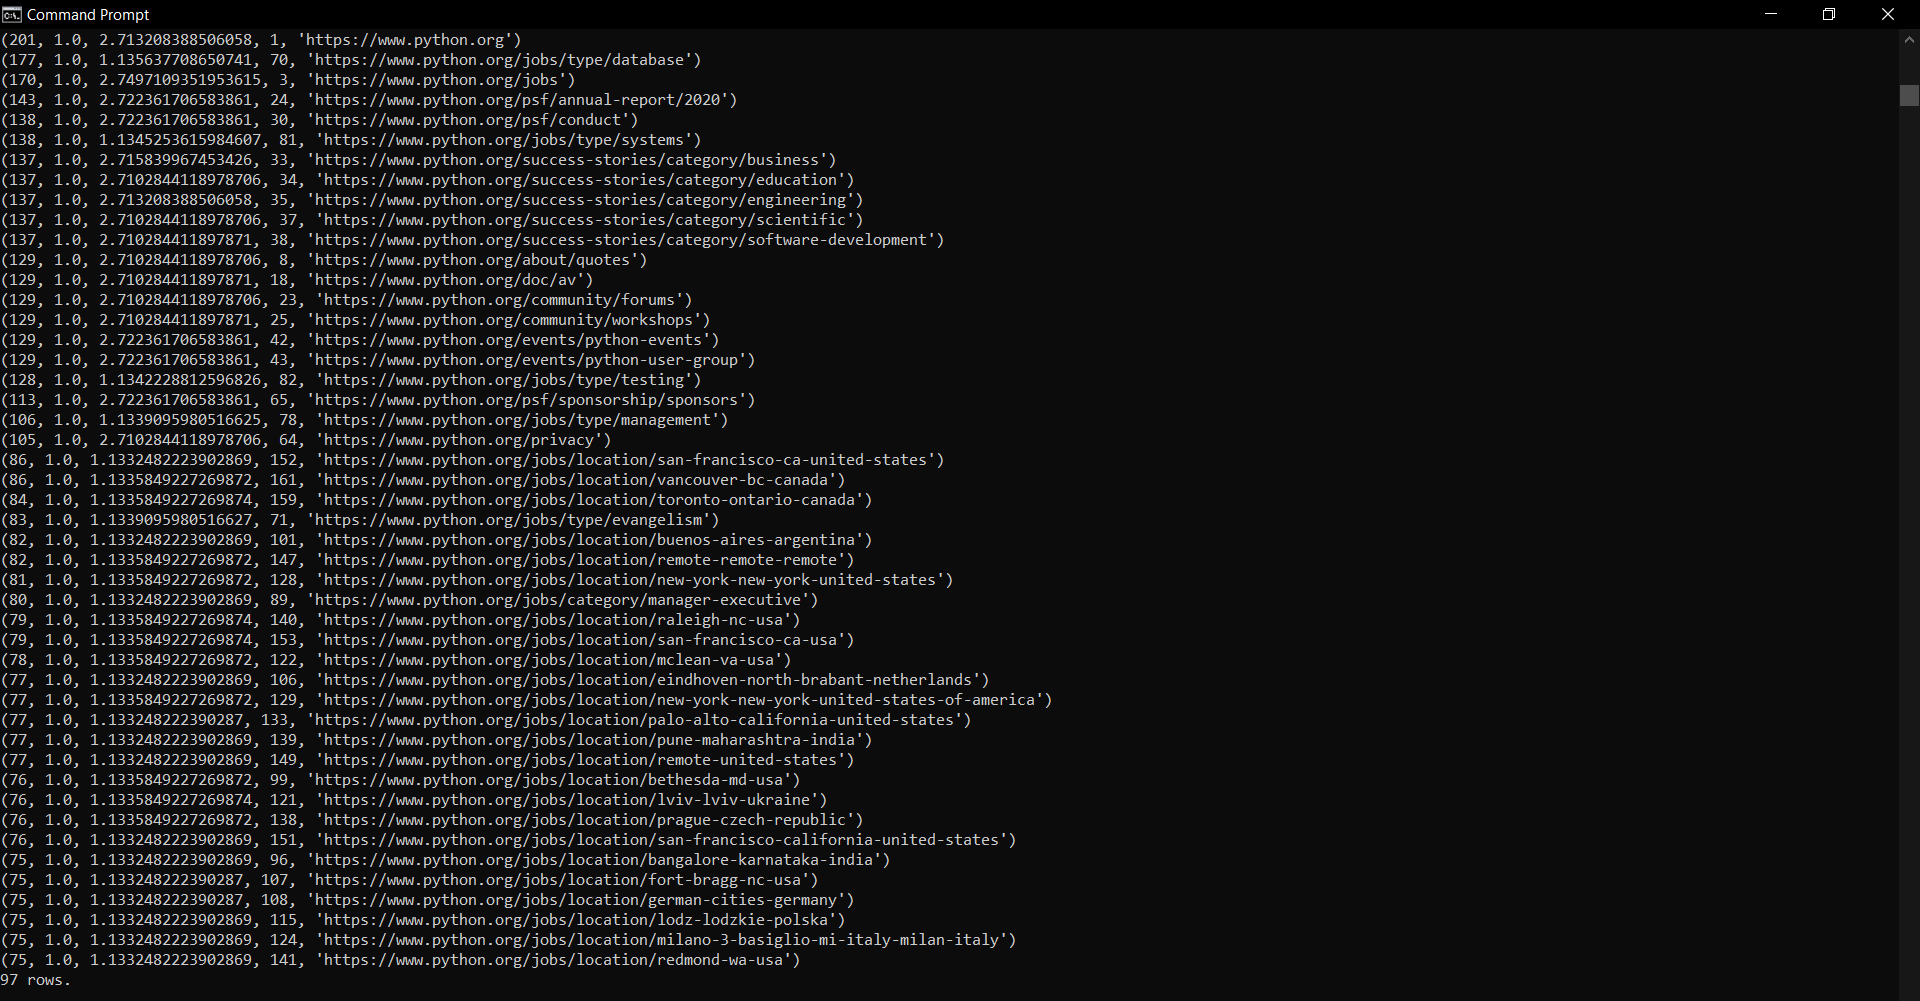 Command Prompt
(201, 1.0, 2.713208388506058, 1, 'https://www.python.org')
(177, 1.0, 1.135637708650741, 70, 'https://www.python.org/jobs/type/database')
(170, 1.0, 2.7497109351953615, 3, 'https://www.python.org/jobs')
(143, 1.0, 2.722361706583861, 24, 'https://www.python.org/psf/annual-report/2020')
(138, 1.0, 2.722361706583861, 30, 'https://www.python.org/psf/conduct')
(138, 1.0, 1.1345253615984607, 81, 'https://www.python.org/jobs/type/systems')
(137, 1.0, 2.715839967453426, 33, 'https://www.python.org/success-stories/category/business')
(137, 1.0, 2.7102844118978706, 34, 'https://www.python.org/success-stories/category/education')
(137, 1.0, 2.713208388506058, 35, 'https://www.python.org/success-stories/category/engineering')
(137, 1.0, 2.7102844118978706, 37, 'https://www.python.org/success-stories/category/scientific')
(137, 1.0, 2.710284411897871, 38, 'https://www.python.org/success-stories/category/software-development')
(129, 1.0, 2.7102844118978706, 8, 'https://www.python.org/about/quotes')
(129, 1.0, 2.710284411897871, 18, 'https://www.python.org/doc/av')
(129, 1.0, 2.7102844118978706, 23, 'https://www.python.org/community/forums')
(129, 1.0, 2.710284411897871, 25, 'https://www.python.org/community/workshops')
(129, 1.0, 2.722361706583861, 42, 'https://www.python.org/events/python-events')
(129, 1.0, 2.722361706583861, 43, 'https://www.python.org/events/python-user-group')
(128, 1.0, 1.1342228812596826, 82, 'https://www.python.org/jobs/type/testing')
(113, 1.0, 2.722361706583861, 65, 'https://www.python.org/psf/sponsorship/sponsors')
(106, 1.0, 1.1339095980516625, 78, 'https://www.python.org/jobs/type/management')
(105, 1.0, 2.7102844118978706, 64, 'https://www.python.org/privacy')
(86, 1.0, 1.1332482223902869, 152, 'https://www.python.org/jobs/location/san-francisco-ca-united-states')
(86, 1.0, 1.1335849227269872, 161, 'https://www.python.org/jobs/location/vancouver-bc-canada')
(84, 1.0, 1.1335849227269874, 159, 'https://www.python.org/jobs/location/toronto-ontario-canada')
(83, 1.0, 1.1339095980516627, 71, 'https://www.python.org/jobs/type/evangelism')
(82, 1.0, 1.1332482223902869, 101, 'https://www.python.org/jobs/location/buenos-aires-argentina')
(82, 1.0, 1.1335849227269872, 147, 'https://www.python.org/jobs/location/remote-remote-remote')
(81, 1.0, 1.1335849227269872, 128, 'https://www.python.org/jobs/location/new-york-new-york-united-states')
(80, 1.0, 1.1332482223902869, 89, 'https://www.python.org/jobs/category/manager-executive')
(79, 1.0, 1.1335849227269874, 140, 'https://www.python.org/jobs/location/raleigh-nc-usa')
(79, 1.0, 1.1335849227269874, 153, 'https://www.python.org/jobs/location/san-francisco-ca-usa')
(78, 1.0, 1.1335849227269872, 122, 'https://www.python.org/jobs/location/mclean-va-usa')
(77, 1.0, 1.1332482223902869, 106, 'https://www.python.org/jobs/location/eindhoven-north-brabant-netherlands')
(77, 1.0, 1.1335849227269872, 129, 'https://www.python.org/jobs/location/new-york-new-york-united-states-of-america')
(77, 1.0, 1.133248222390287, 133, 'https://www.python.org/jobs/location/palo-alto-california-united-states')
(77, 1.0, 1.1332482223902869, 139, 'https://www.python.org/jobs/location/pune-maharashtra-india')
(77, 1.0, 1.1332482223902869, 149, 'https://www.python.org/jobs/location/remote-united-states')
(76, 1.0, 1.1335849227269872, 99, 'https://www.python.org/jobs/location/bethesda-md-usa')
(76, 1.0, 1.1335849227269874, 121, 'https://www.python.org/jobs/location/lviv-lviv-ukraine')
(76, 1.0, 1.1335849227269872, 138, 'https://www.python.org/jobs/location/prague-czech-republic')
(76, 1.0, 1.1332482223902869, 151, 'https://www.python.org/jobs/location/san-francisco-california-united-states')
(75, 1.0, 1.1332482223902869, 96, 'https://www.python.org/jobs/location/bangalore-karnataka-india')
(75, 1.0, 1.133248222390287, 107, 'https://www.python.org/jobs/location/fort-bragg-nc-usa')
(75, 1.0, 1.133248222390287, 108, 'https://www.python.org/jobs/location/german-cities-germany')
(75, 1.0, 1.1332482223902869, 115, 'https://www.python.org/jobs/location/lodz-lodzkie-polska')
(75, 1.0, 1.1332482223902869, 124, 'https://www.python.org/jobs/location/milano-3-basiglio-mi-italy-milan-italy')
(75, 1.0, 1.1332482223902869, 141, 'https://www.python.org/jobs/location/redmond-wa-usa')
97 rows.